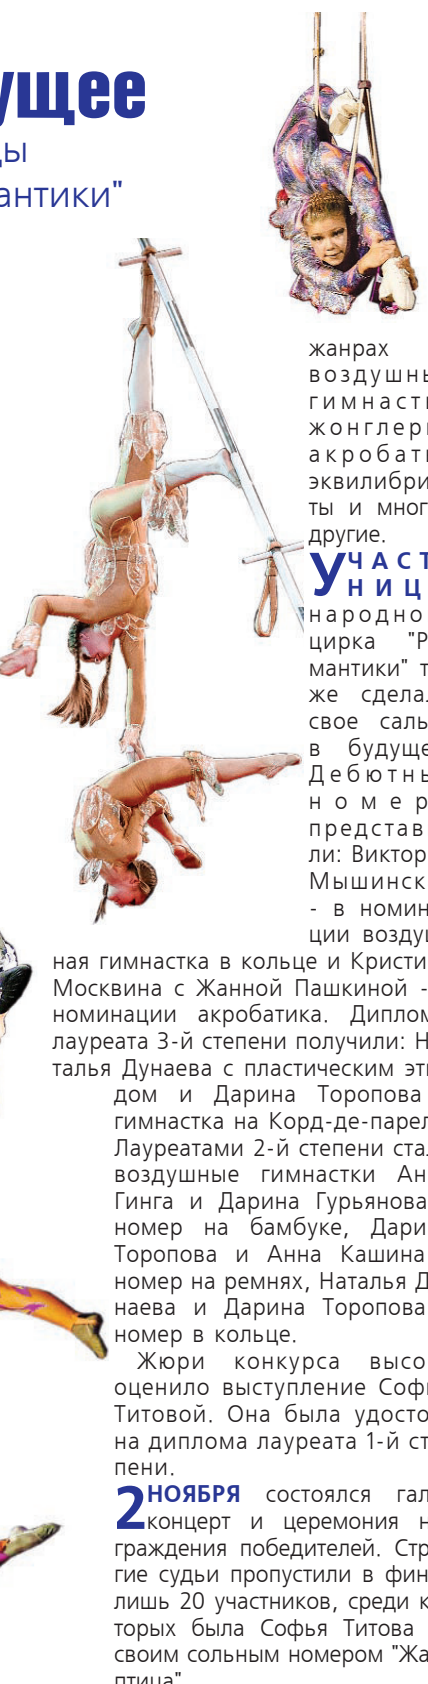 ущее
ды
антики"
жанрах
воздушны
гимнасти
жонглери
акробати
эквилибри
ты и мног
другие.
УЧАСТ
НИЦ
народно
цирка "Р
мантики" т
же сдела
свое саль
в будуще
Дебютны
номер
представ
ли: Виктор
Мышинск
- в номин
ции возду
ная гимнастка в кольце и Кристи
Москвина с Жанной Пашкиной -
номинации акробатика. Диплом
лауреата 3-й степени получили: Н
талья Дунаева с пластическим эт
дом и Дарина Торопова
гимнастка на Корд-де-парел
Лауреатами 2-й степени ста
воздушные гимнастки Ан
Гинга и Дарина Гурьянова
номер на бамбуке, Дари
Торопова и Анна Кашина
номер на ремнях, Наталья Д
наева и Дарина Торопова
номер в кольце.
Жюри конкурса высо
оценило выступление Софь
Титовой. Она была удосто
на диплома лауреата 1-й ст
пени.
2 НОЯБРЯ состоялся гал
концерт и церемония н
граждения победителей. Стр
гие судьи пропустили в фин
лишь 20 участников, среди к
торых была Софья Титова
своим сольным номером "Жа
птица"